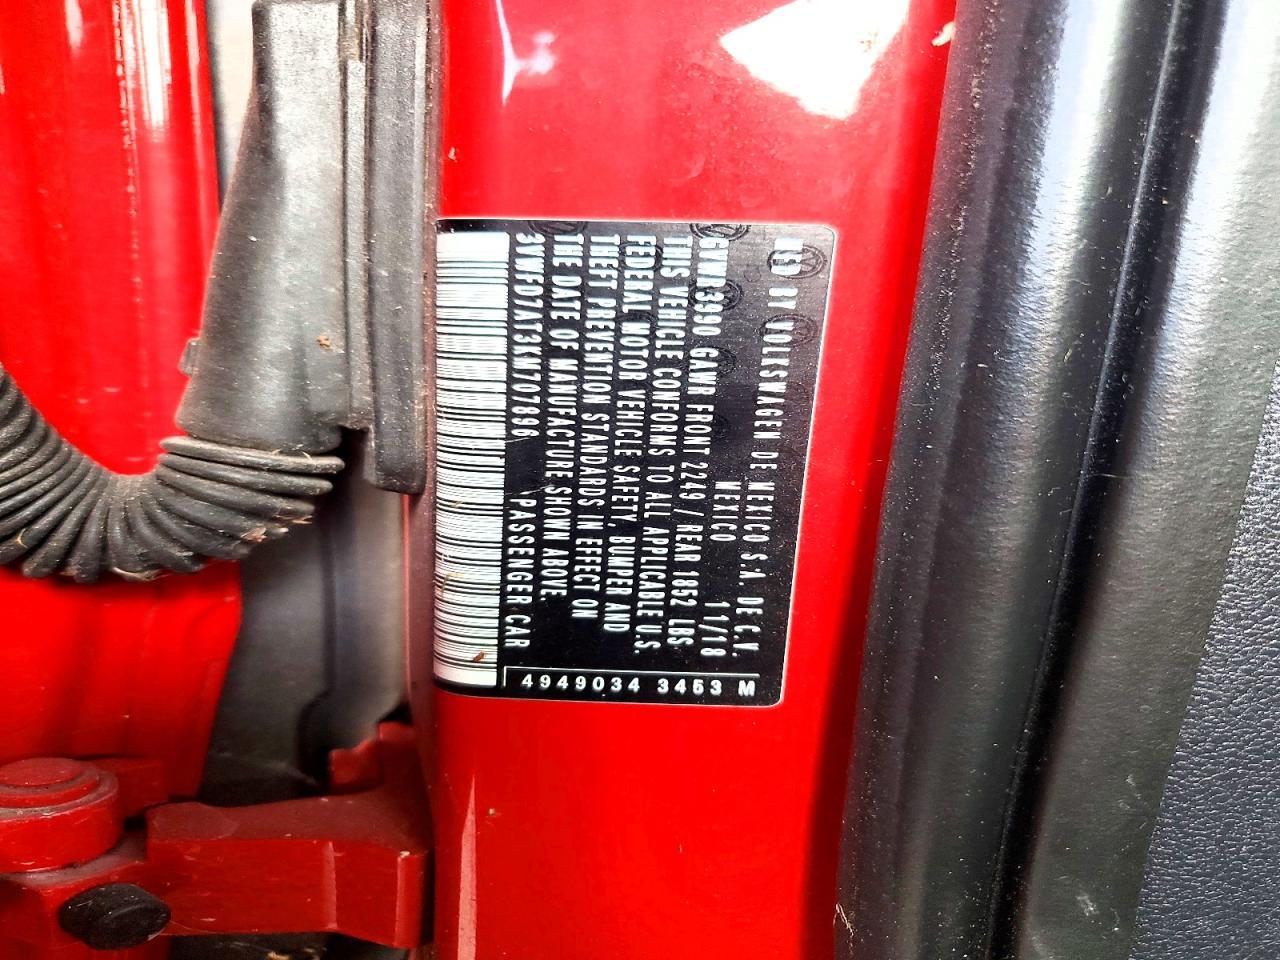 MFD BY VOLKSWAGEN DE MEXICO S.A. DE C.V.
MEXICO 11/18
GVWR 3990 GAWR FRONT 2249 / REAR 1852 LBS
THIS VEHICLE CONFORMS TO ALL APPLICABLE U.S.
FEDERAL MOTOR VEHICLE SAFETY, BUMPER AND
THEFT PREVENTION STANDARDS IN EFFECT ON
THE DATE OF MANUFACTURE SHOWN ABOVE.
3VWFD7AT3KM707896 PASSENGER CAR
4949034 3453 M